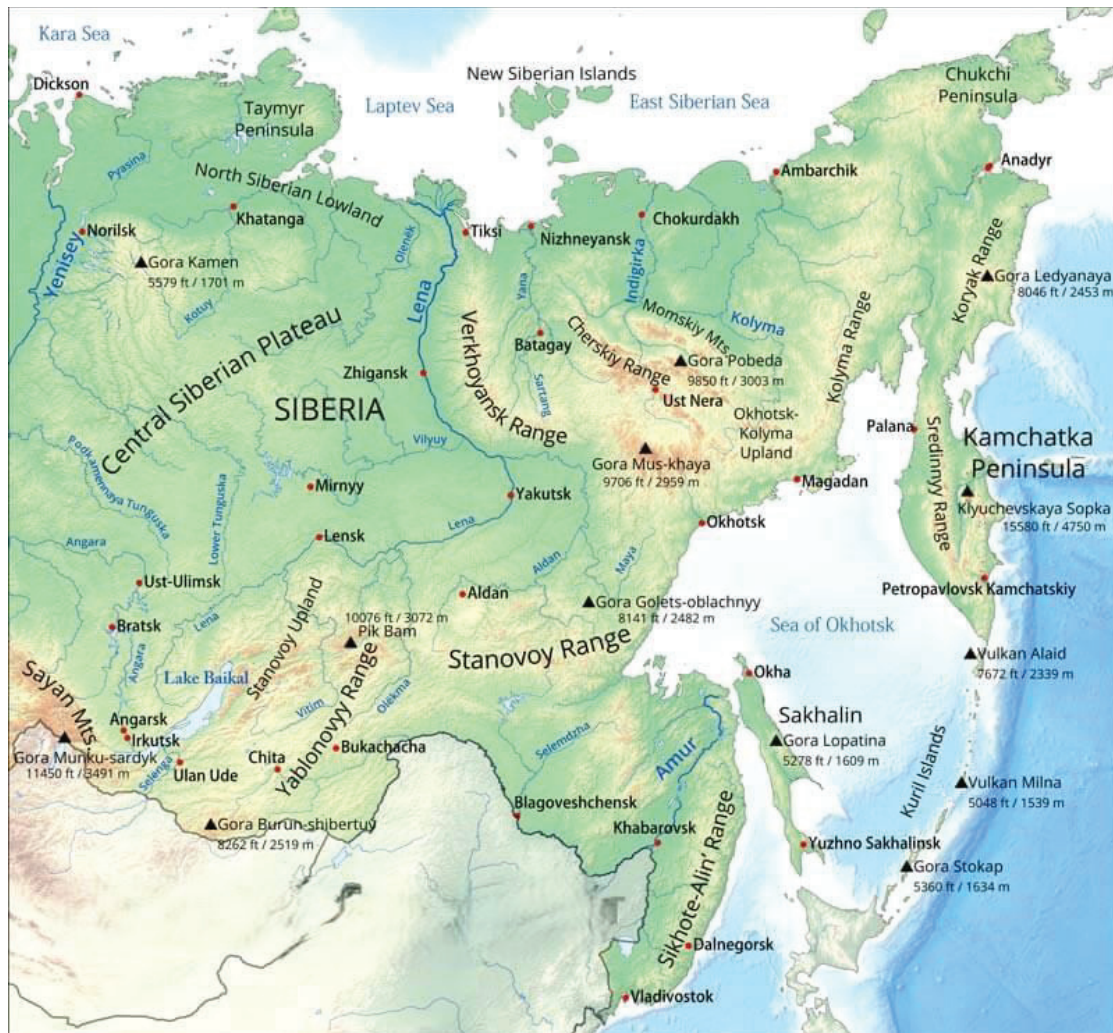 Kara Sea
Dickson
Taymyr
Peninsula
Laptev Sea
New Siberian Islands
East Siberian Sea
Chukchi
Peninsula
Pyasina
North Siberian Lowland
Khatanga
Ambarchik
Anadyr
Norilsk
Yenisey
Gora Kamen
5579 ft / 1701 m
Kotuy
Olenëk
Tiksi
Nizhneyansk
Chokurdakh
Lena
Yana
Indigirka
Koryak Range
Gora Ledyanaya
8046 ft / 2453 m
Momskiy Mts.
Kolyma
Kolyma Range
Central Siberian Plateau
Verkhoyansk Range
Batagay
Cherskiy Range
Gora Pobeda
9850 ft / 3003 m
Zhigansk
Sartang
Ust Nera
SIBERIA
Okhotsk-
Kolyma
Upland
Palana
Sredinnyy Range
Kamchatka
Peninsula
Vilyuy
Podkamennaya Tunguska
Lower Tunguska
Gora Mus-khaya
9706 ft / 2959 m
Mirnyy
Yakutsk
Magadan
Klyuchevskaya Sopka
15580 ft / 4750 m
Okhotsk
Lena
Angara
Lensk
Aldan
Maya
Ust-Ulimsk
Petropavlovsk Kamchatskiy
Aldan
Gora Golets-oblachnyy
8141 ft / 2482 m
Lena
Bratsk
Stanovoy Upland
10076 ft / 3072 m
Pik Bam
Stanovoy Range
Sea of Okhotsk
Angara
Lake Baikal
Vulkan Alaid
7672 ft / 2339 m
Okha
Sayan Mts.
Vitim
Yablonovyy Range
Olekma
Sakhalin
Angarsk
Irkutsk
Selemdzha
Amur
Gora Lopatina
5278 ft / 1609 m
Gora Munku-sardyk
11450 ft / 3491 m
Selenga
Ulan Ude
Chita
Bukachacha
Kuril Islands
Vulkan Milna
5048 ft / 1539 m
Blagoveshchensk
Gora Burun-shibertuy
8262 ft / 2519 m
Khabarovsk
Sikhote-Alin' Range
Yuzhno Sakhalinsk
Gora Stokap
5360 ft / 1634 m
Dalnegorsk
Vladivostok